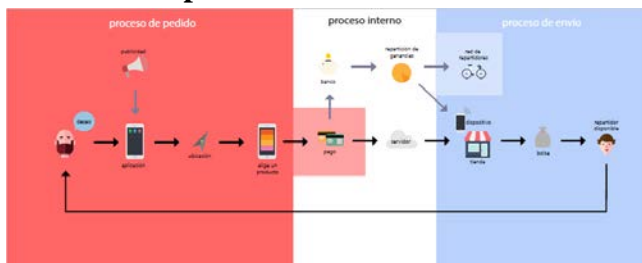 proceso de pedido
proceso interno
proceso de envío
publicidad
banco
repartición de
ganancias
red de
repartidores
deseo
aplicación
ubicación
elige un
producto
pago
servidor
dispositivo
tienda
bolsa
repartidor
disponible